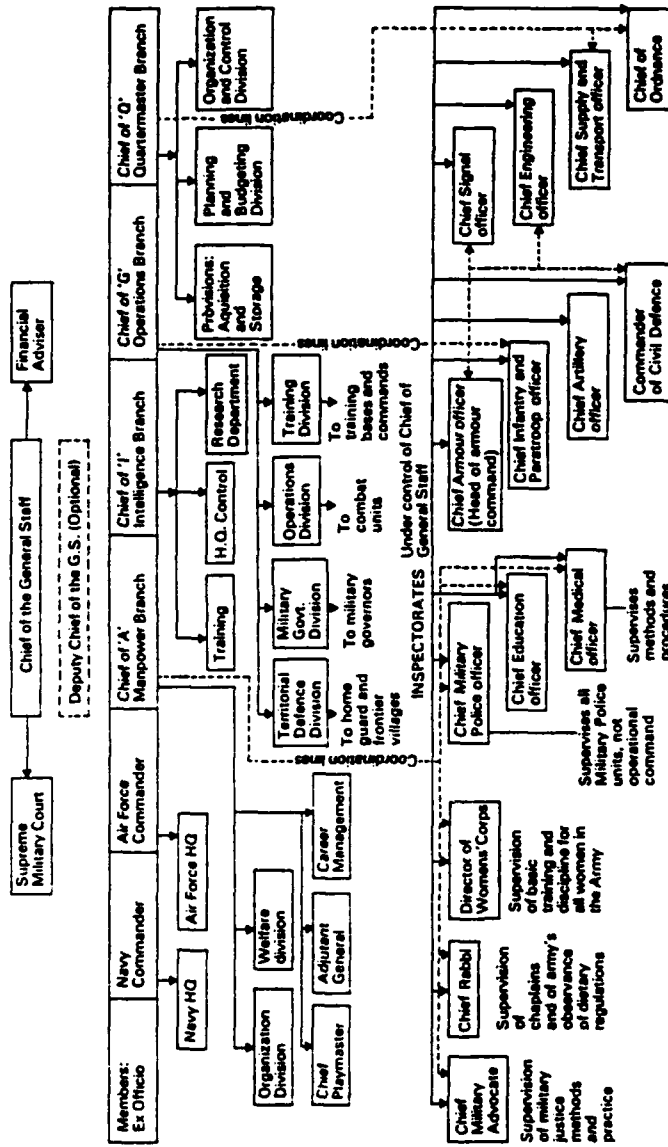 Supreme
Military Court
Chief of the General Staff
Financial
Adviser
Deputy Chief of the G.S. (Optional)
Members:
Ex Officio
Navy
Commander
Air Force
Commander
Chief of 'A'
Manpower Branch
Chief of 'I'
Intelligence Branch
Chief of 'G'
Operations Branch
Chief of 'Q'
Quartermaster Branch
Navy HQ
Air Force HQ
Organization
Division
Welfare
division
Chief
Playmaster
Adjutant
General
Career
Management
Training
H.Q. Control
Research
Department
Provisions:
Aquisition
and
Storage
Planning
and
Budgeting
Division
Organization
and Control
Division
Territorial
Defence
Division
Military
Govt.
Division
Operations
Division
Training
Division
To home
guard and
frontier
villages
To military
governors
To
combat
units
To
training
bases and
commands
Coordination lines
Coordination lines
Coordination lines
INSPECTORATES
Under control of Chief of
General Staff
Chief
Military
Advocate
Supervision
of military
justice
methods
and
practice
Chief Rabbi
Supervision
of
chaplains
and of army's
observance
of dietary
regulations
Director of
Womens' Corps
Supervision
of basic
training and
discipline for
all women in
the Army
Chief Military
Police officer
Supervises all
Military Police
units, not
operational
command
Chief Education
officer
Chief Medical
officer
Supervises
methods and
procedures
Chief Armour officer
(Head of armour
command)
Chief Infantry and
Paratroop officer
Chief Artillery
officer
Commander
of Civil Defence
Chief Signal
officer
Chief Engineering
officer
Chief Supply and
Transport officer
Chief of
Ordnance